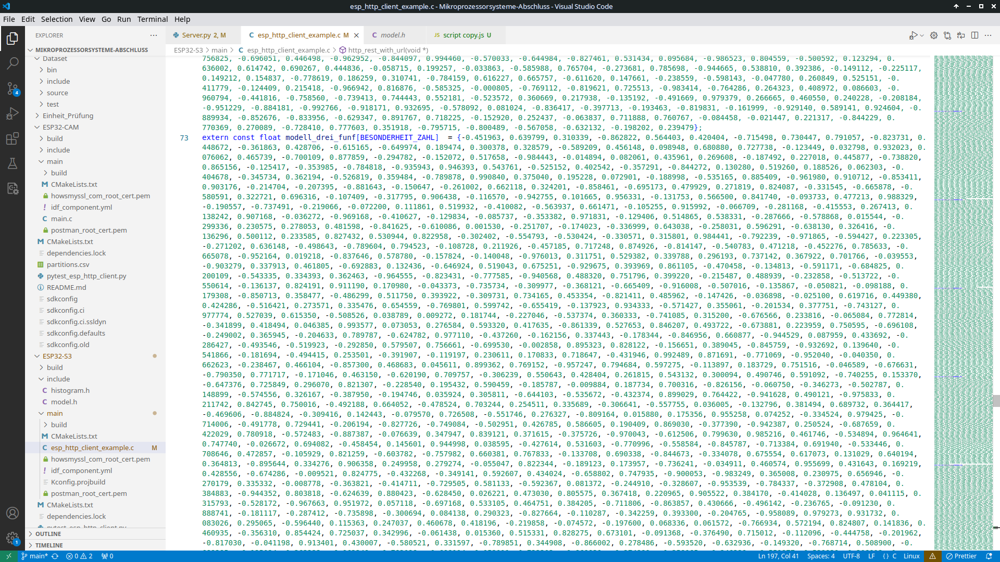 esp_http_client_example.c - Mikroprozessorsysteme-Abschluss - Visual Studio Code
File Edit Selection View Go Run Terminal Help
EXPLORER
MIKROPROZESSORSYSTEME-ABSCHLUSS
Dataset
bin
include
source
test
Einheit_Prüfung
ESP32-CAM
build
include
main
build
CMakeLists.txt
howsmyssl_com_root_cert.pem
idf_component.yml
main.c
postman_root_cert.pem
CMakeLists.txt
dependencies.lock
partitions.csv
pytest_esp_http_client.py
README.md
sdkconfig
sdkconfig.ci
sdkconfig.ci.ssldyn
sdkconfig.defaults
sdkconfig.old
ESP32-S3
build
include
histogram.h
model.h
main
build
CMakeLists.txt
esp_http_client_example.c M
howsmyssl_com_root_cert.pem
idf_component.yml
Kconfig.projbuild
postman_root_cert.pem
CMakeLists.txt
dependencies.lock
OUTLINE
TIMELINE
Server.py 2, M
esp_http_client_example.c M
model.h
script copy.js U
ESP32-S3 > main > C esp_http_client_example.c > http_rest_with_url(void *)
756825, -0.696051, 0.446498, -0.962952, -0.844097, 0.994460, -0.570033, -0.644984, -0.827461, 0.531434, 0.095684, -0.986523, 0.804559, -0.500592, 0.123294, 0.
636002, 0.614742, 0.690267, 0.444836, -0.058715, 0.199257, -0.033863, -0.585988, 0.765704, -0.273681, 0.785698, -0.944665, 0.538810, 0.392386, -0.149112, -0.225117,
0.149212, 0.154837, -0.778619, 0.186259, 0.310741, -0.784159, 0.616227, 0.665757, -0.611620, 0.147661, -0.238559, -0.598143, -0.047780, 0.260849, 0.525151, -0.
411779, -0.124409, 0.215418, -0.966942, 0.816876, -0.585325, -0.000805, -0.769112, -0.819621, 0.725513, -0.983414, -0.764286, 0.264323, 0.408972, 0.086603, -0.
960794, -0.441816, -0.758560, -0.739413, 0.744443, 0.552181, -0.523572, 0.360669, 0.217938, -0.135192, -0.491669, 0.979379, 0.266665, 0.460550, 0.240228, -0.208184,
-0.951229, -0.884181, -0.992766, -0.918171, 0.932695, -0.578092, 0.081024, -0.836417, -0.397713, -0.193463, -0.819831, -0.161999, -0.929140, 0.589141, 0.924604, -0.
889934, -0.852676, -0.833956, -0.629347, 0.891767, 0.718225, -0.152920, 0.252437, -0.063837, 0.711888, 0.760767, -0.084458, -0.021447, 0.221317, -0.844229, 0.
770369, 0.270089, -0.728410, 0.777603, 0.351918, -0.795715, -0.800489, -0.567058, -0.632132, -0.198202, 0.239479};
73 extern const float modell_drei_funf[BESONDERHEIT_ZAHL] = {-0.451963, 0.639799, 0.310339, -0.862822, 0.564403, 0.420404, -0.715498, 0.730447, 0.791057, -0.823731, 0.
448672, -0.361863, 0.428706, -0.615165, -0.649974, 0.189474, 0.300378, 0.328579, -0.589209, 0.456148, 0.098948, 0.680880, 0.727738, -0.123449, 0.032798, 0.932023, 0.
076062, 0.465739, -0.700109, 0.877859, -0.294782, -0.152072, 0.517658, -0.984443, -0.014894, 0.082061, 0.435961, 0.269608, -0.187492, 0.227018, 0.445877, -0.738820,
0.865156, -0.125417, -0.353985, -0.784818, -0.935943, 0.946393, 0.543761, -0.525152, 0.402542, -0.357291, -0.844272, 0.130280, 0.519260, 0.188526, 0.062303, -0.
404678, -0.345734, 0.362194, -0.526819, 0.359484, -0.789878, 0.990840, 0.375040, 0.195228, 0.072901, -0.188998, -0.535165, 0.885409, -0.961980, 0.910712, -0.853411,
0.903176, -0.214704, -0.207395, -0.881643, -0.150647, -0.261002, 0.662118, 0.324201, -0.858461, -0.695173, 0.479929, 0.271819, 0.824087, -0.331545, -0.665878, -0.
580591, 0.322721, 0.696316, -0.107409, -0.317795, 0.906438, -0.116570, -0.942755, 0.101665, 0.956331, -0.131753, 0.566500, 0.841740, -0.093733, 0.477213, 0.988329,
-0.190557, -0.737491, -0.219066, -0.072200, 0.111861, 0.519932, -0.410082, -0.563937, 0.661471, -0.105255, 0.915992, -0.066709, -0.281168, -0.415553, 0.267413, 0.
138242, 0.907168, -0.036272, -0.969168, -0.410627, -0.129834, -0.085737, -0.353382, 0.971831, -0.129406, 0.514865, 0.538331, -0.287666, -0.578868, 0.015544, -0.
299336, 0.230575, 0.278053, 0.481598, -0.841625, -0.610086, 0.001530, -0.251707, -0.174023, -0.336999, 0.643038, -0.258031, 0.596291, -0.638130, 0.326416, -0.
136296, 0.500112, 0.233585, 0.827432, 0.530944, 0.822958, -0.302402, -0.554793, -0.530424, -0.330571, 0.315801, 0.984441, -0.792239, -0.971865, -0.594427, 0.223305,
-0.271202, 0.636148, -0.498643, -0.789604, 0.794523, -0.108728, 0.211926, -0.457185, 0.717248, 0.874926, -0.814147, -0.540783, 0.471218, -0.452276, 0.785633, -0.
665078, -0.952164, 0.019218, -0.837646, 0.578780, -0.157824, -0.140048, -0.976013, 0.311751, 0.529382, 0.339788, 0.296193, 0.737142, 0.367922, 0.701766, -0.039553,
-0.903279, 0.337913, 0.461805, -0.692883, 0.132436, -0.646924, 0.519043, 0.675251, -0.929675, 0.393969, 0.861105, -0.470458, -0.134813, -0.591171, -0.684825, 0.
200109, -0.543335, 0.334393, 0.362463, -0.964555, -0.823431, -0.777585, -0.940568, 0.488320, 0.751796, 0.399220, -0.215487, 0.488939, -0.232858, -0.513722, -0.
550614, -0.136137, 0.824191, 0.911190, 0.170980, -0.043373, -0.735734, -0.309977, -0.368121, -0.665409, -0.916008, -0.507016, -0.135867, -0.050821, -0.098188, 0.
179308, -0.850713, 0.358477, -0.486299, 0.511750, 0.393922, -0.309731, 0.734165, 0.453354, -0.821411, 0.485962, -0.147426, -0.036898, -0.025100, 0.619716, 0.449380,
0.424286, -0.516421, 0.273571, 0.335476, 0.654559, -0.769801, 0.599742, -0.655419, -0.137923, 0.934333, -0.571427, 0.355061, -0.201534, 0.377751, -0.743127, 0.
977774, 0.527039, 0.615350, -0.508526, 0.038789, 0.009272, 0.181744, -0.227046, -0.537374, 0.360333, -0.741085, 0.315200, -0.676566, 0.233816, -0.065084, 0.772814,
-0.341899, 0.418494, 0.046385, 0.993577, 0.073053, 0.276584, 0.593320, 0.417635, -0.861339, 0.527653, 0.846207, 0.493722, -0.673881, 0.223959, 0.750595, -0.696108,
-0.249002, 0.365945, -0.204633, 0.789787, -0.624782, 0.977110, -0.437260, -0.162156, 0.337443, -0.178344, -0.846956, 0.660877, -0.944529, 0.087959, 0.433692, -0.
286427, -0.493546, -0.519923, -0.292850, 0.579507, 0.756661, -0.699530, -0.002858, 0.895323, 0.828122, -0.156651, 0.389045, -0.845759, -0.932692, 0.139640, -0.
541866, -0.181694, -0.494415, 0.253501, -0.391907, -0.119197, 0.230611, 0.170833, 0.718647, -0.431946, 0.992489, 0.871691, -0.771069, -0.952040, -0.040350, 0.
662623, -0.238467, 0.466104, -0.857300, 0.468683, 0.045611, 0.899362, 0.769152, -0.957247, 0.794684, 0.597275, -0.113897, 0.183729, 0.751516, -0.046589, -0.676631,
-0.790350, 0.771717, -0.171046, 0.463150, -0.620190, 0.709757, -0.306239, 0.550643, 0.428404, 0.261815, 0.543132, 0.300094, 0.490746, 0.591092, -0.740255, 0.153370,
-0.647376, 0.725849, 0.296070, 0.821307, -0.228540, 0.195432, 0.590459, -0.185787, -0.009884, 0.187734, 0.700316, -0.826156, -0.060750, -0.346273, -0.502787, 0.
148899, -0.574556, 0.326167, -0.387950, -0.194746, 0.035924, 0.305811, -0.644103, -0.535672, -0.432374, 0.899029, 0.764422, -0.941628, 0.490121, -0.975833, 0.
211742, 0.842745, 0.750016, -0.492188, 0.664052, -0.478524, 0.703244, 0.254511, 0.335689, -0.306641, -0.557755, 0.036005, -0.132796, 0.381494, 0.689732, 0.364417,
-0.469606, -0.884824, -0.309416, 0.142443, -0.079570, 0.726508, -0.551746, 0.276327, -0.809164, 0.015880, 0.175356, 0.955258, 0.074252, -0.334524, 0.979425, -0.
714006, -0.491778, 0.729441, -0.206194, -0.827726, -0.749084, -0.502951, 0.426785, 0.586605, 0.190409, 0.869030, -0.377390, -0.942387, 0.250524, -0.687659, 0.
422029, 0.780918, -0.572483, -0.887387, -0.076639, 0.347947, 0.839121, 0.371615, -0.375726, -0.970043, -0.612506, 0.799630, 0.985216, 0.461746, -0.534894, 0.964641,
0.747740, -0.026672, 0.694082, -0.458454, 0.145601, 0.944998, 0.038595, -0.427614, 0.531603, -0.770996, -0.558584, -0.845787, -0.713384, 0.691940, -0.533446, 0.
708646, 0.472857, -0.105929, 0.821259, -0.603782, -0.757982, 0.660381, 0.767833, -0.133708, 0.690338, -0.844673, -0.334078, 0.675554, 0.617073, 0.131029, 0.640194,
0.364813, -0.895644, 0.334276, 0.906358, 0.249958, 0.279274, -0.055047, 0.822344, -0.189123, 0.173957, -0.736241, -0.034911, 0.460574, 0.955699, 0.431643, 0.169219,
0.428556, -0.674286, -0.009521, 0.824775, -0.432268, -0.349141, 0.592607, 0.434024, -0.658802, 0.747935, -0.900053, -0.983249, 0.365008, 0.230975, 0.656946, -0.
270179, 0.335332, -0.008778, -0.363821, -0.414711, -0.729505, 0.581133, -0.592367, 0.081372, -0.244910, -0.328607, -0.953539, -0.784337, -0.372908, 0.478104, 0.
384883, -0.944352, 0.803818, -0.624639, 0.880423, -0.628450, 0.026221, 0.473030, 0.805575, 0.367418, 0.220965, 0.905522, 0.384170, -0.414028, 0.136497, 0.041115, 0.
315793, -0.528172, -0.967663, 0.951972, 0.057118, -0.697168, 0.533105, 0.464751, 0.384205, -0.711806, -0.863857, 0.430666, -0.496142, -0.236765, -0.091230, 0.
888741, -0.181117, -0.287412, -0.735898, -0.300694, 0.084138, 0.290323, -0.827664, -0.110287, -0.342259, 0.393300, -0.204765, -0.958089, 0.979273, 0.931732, 0.
083026, 0.295065, -0.596440, 0.115363, 0.247037, 0.460678, 0.418196, -0.219858, -0.074572, -0.197600, 0.068336, 0.061572, -0.766934, 0.572194, 0.824807, 0.141836, 0.
460935, -0.356310, 0.854424, 0.725037, 0.342996, -0.061438, 0.015360, 0.515331, 0.828275, 0.673101, -0.091368, -0.376490, 0.715012, -0.112096, -0.444758, -0.201962,
-0.817030, -0.041198, 0.913401, 0.430007, -0.580521, 0.331597, -0.789851, 0.344908, -0.866002, 0.278486, -0.593520, -0.632936, -0.149320, -0.768714, 0.508900, -0.
main* 0 2 0
Ln 197, Col 41 Spaces: 4 UTF-8 LF { } C Linux Prettier